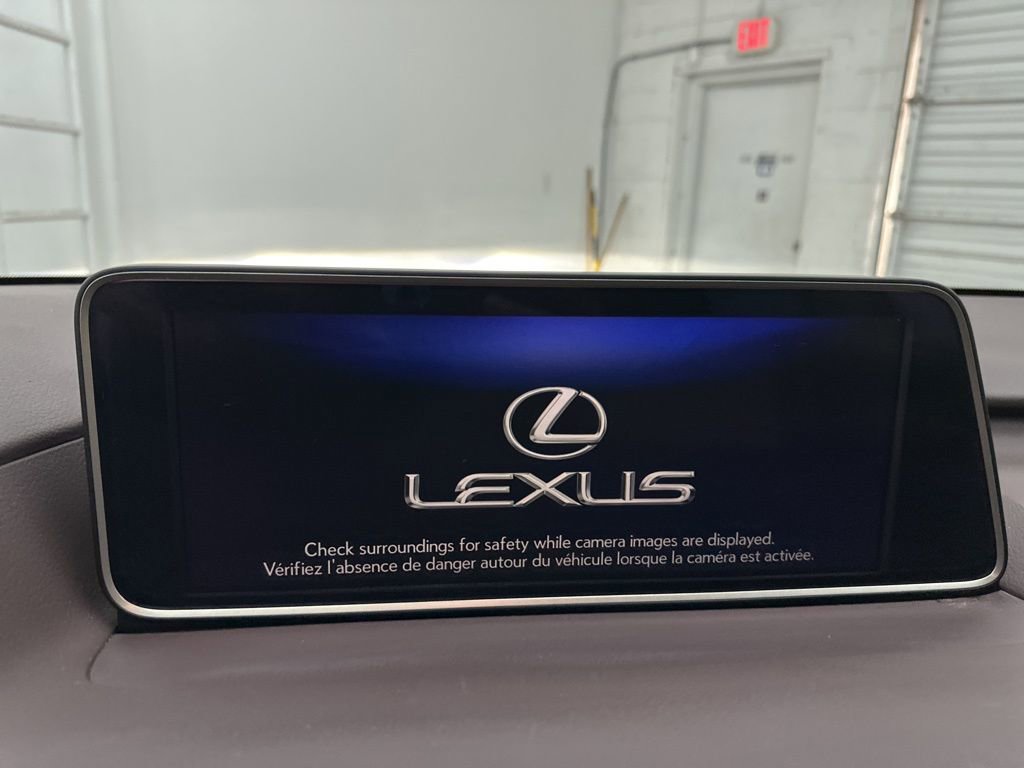 EXIT
LEXUS
Check surroundings for safety while camera images are displayed.
Vérifiez l'absence de danger autour du véhicule lorsque la caméra est activée.